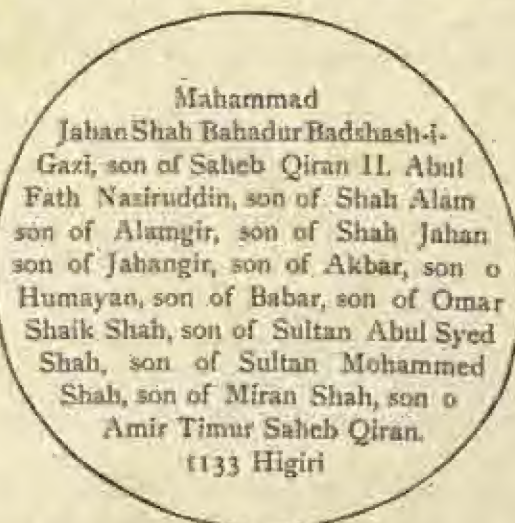 Mahammad
Jahan Shah Bahadur Badshash-i-
Gazi, son of Saheb Qiran II. Abul
Fath Nasiruddin, son of Shah Alam
son of Alamgir, son of Shah Jahan
son of Jahangir, son of Akbar, son o
Humayan, son of Babar, son of Omar
Shaik Shah, son of Sultan Abul Syed
Shah, son of Sultan Mohammed
Shah, son of Miran Shah, son o
Amir Timur Saheb Qiran.
1133 Higiri